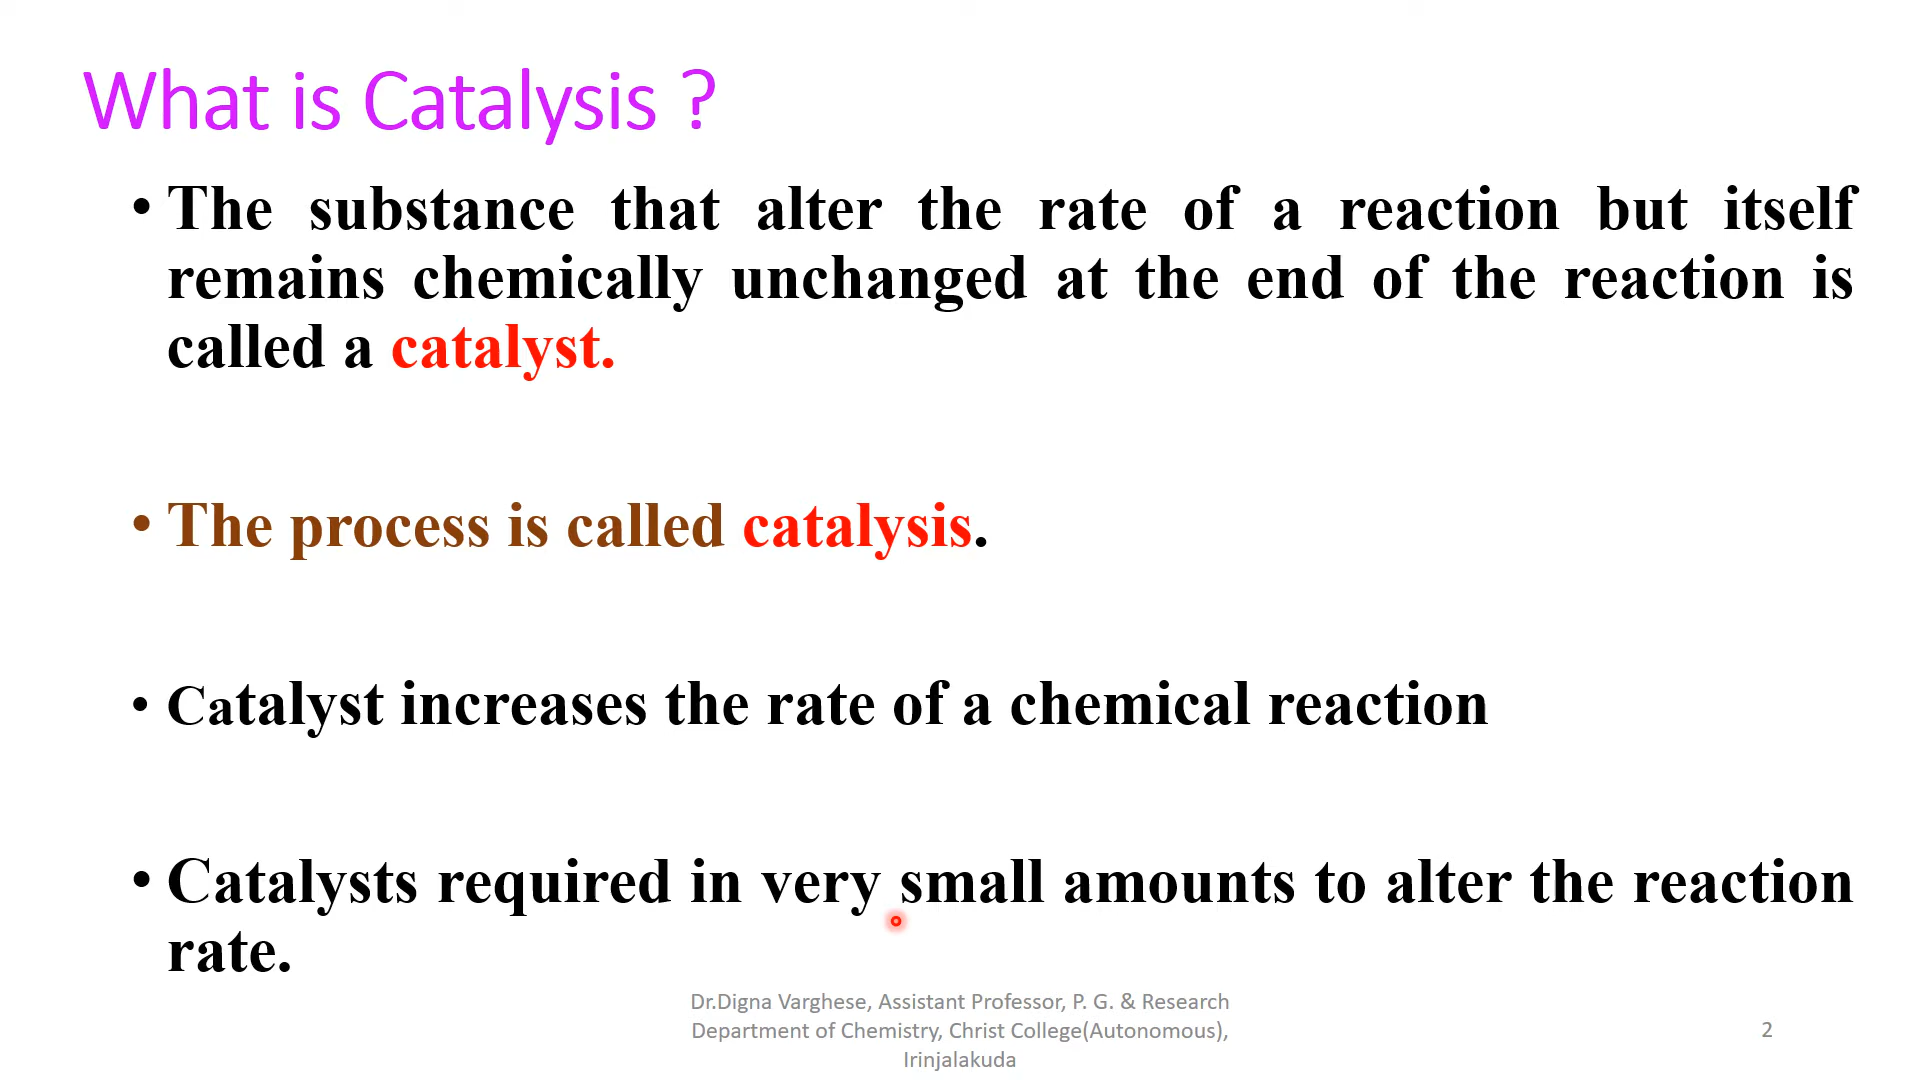 What is Catalysis ?
• The substance that alter the rate of a reaction but itself
remains chemically unchanged at the end of the reaction is
called a catalyst.
• The process is called catalysis.
• Catalyst increases the rate of a chemical reaction
• Catalysts required in very small amounts to alter the reaction
rate.
Dr.Digna Varghese, Assistant Professor, P. G. & Research
Department of Chemistry, Christ College(Autonomous),
Irinjalakuda
2